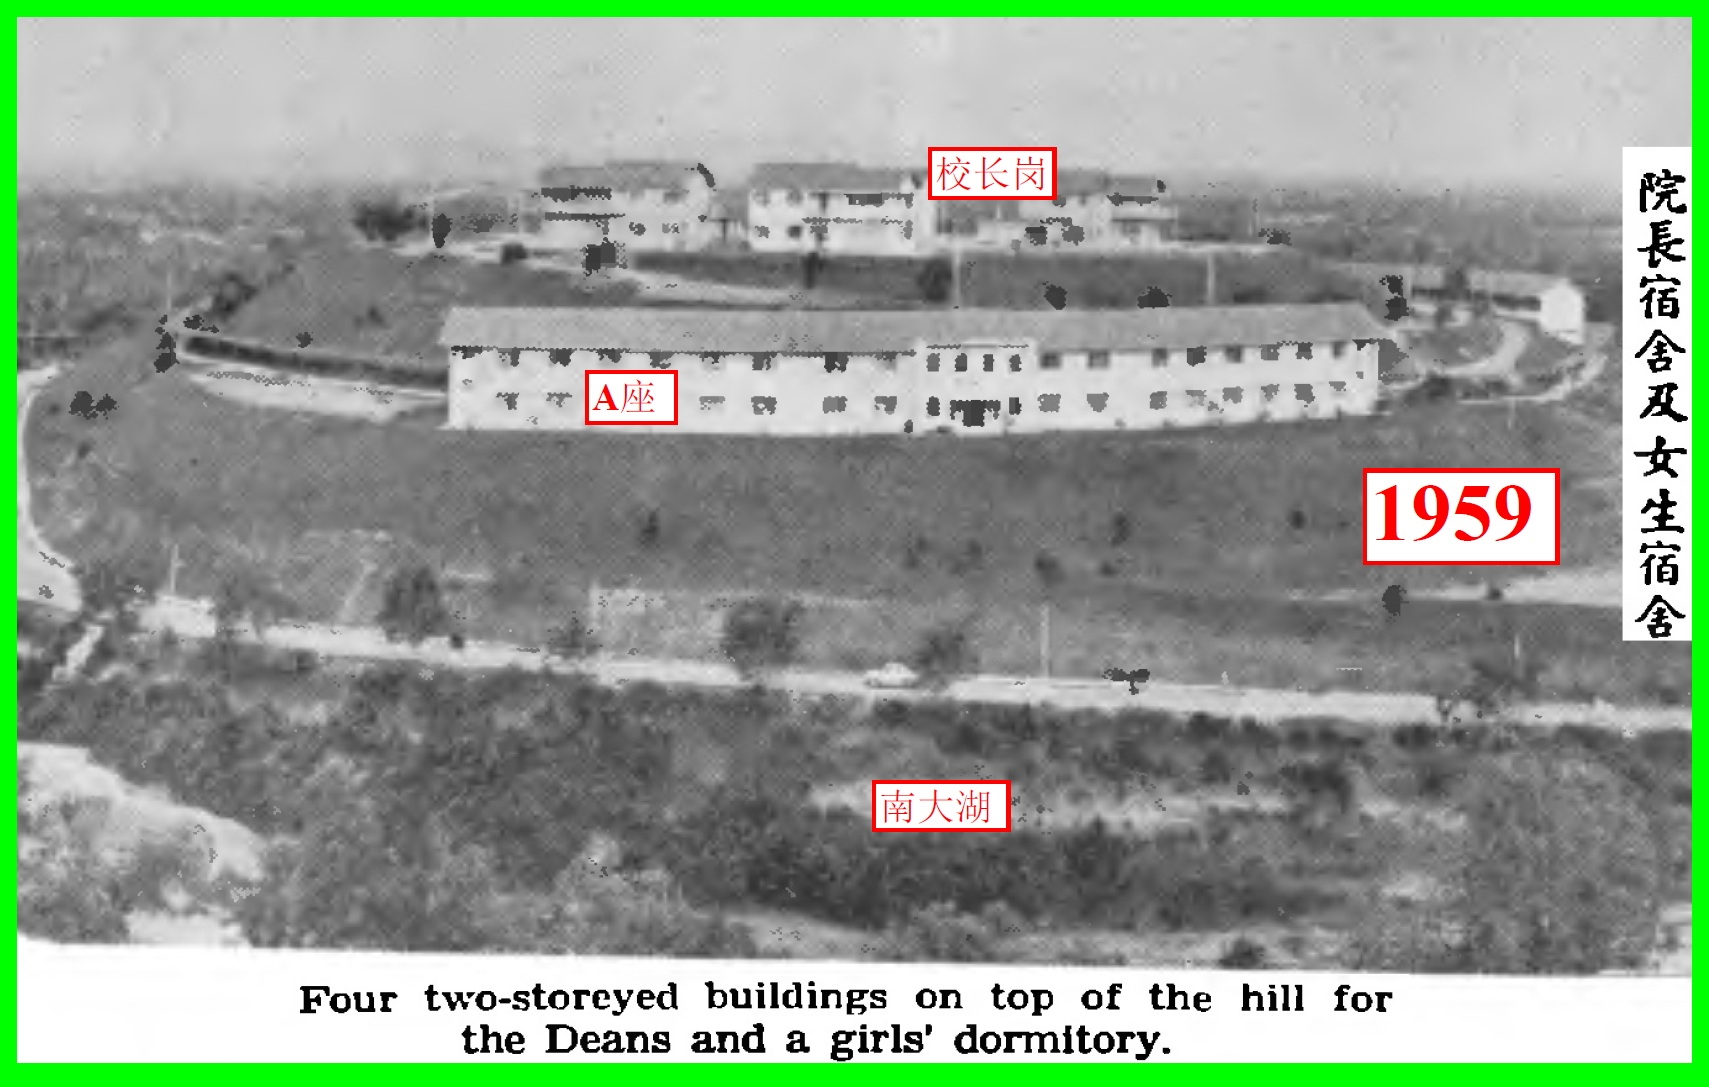 校长岗
院長宿舍及女生宿舍
A座
1959
南大湖
Four two-storeyed buildings on top of the hill for
the Deans and a girls' dormitory.